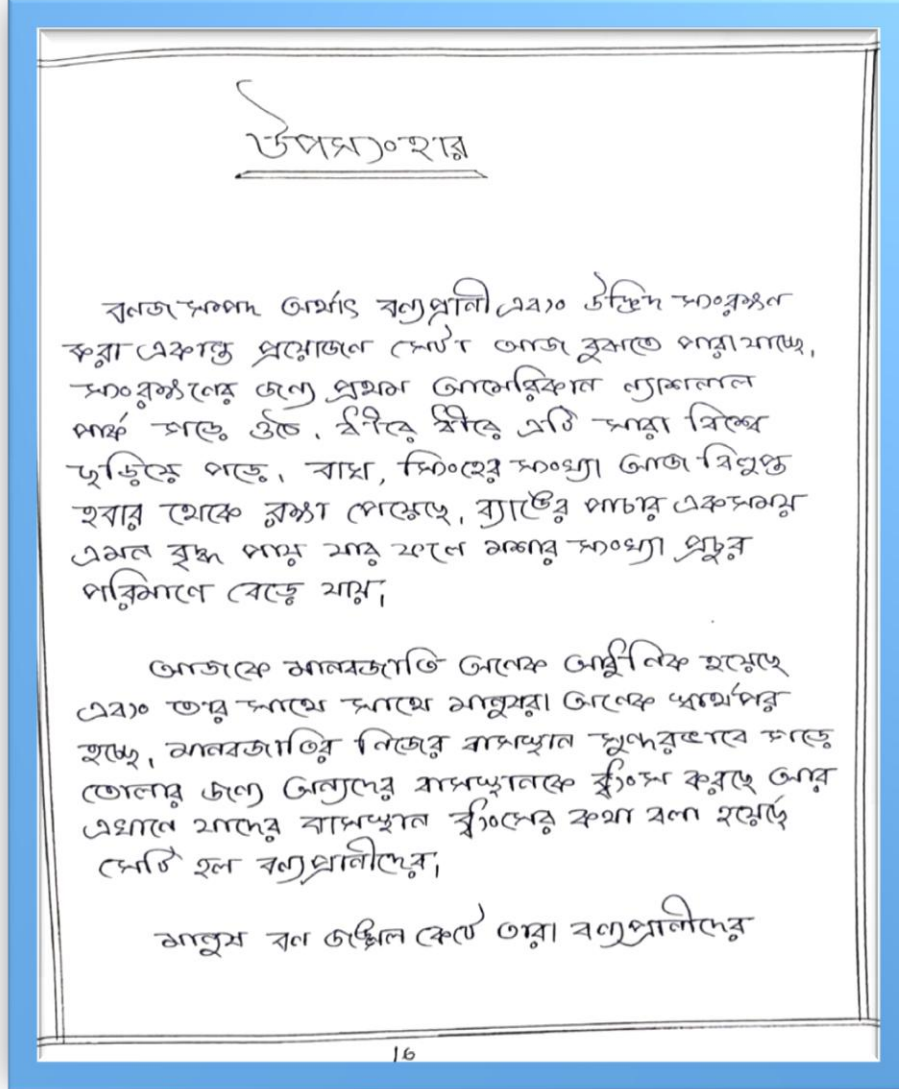 উপসংহার
বনজ সম্পদ অর্থাৎ বন্যপ্রানী এবং উদ্ভিদ সংরক্ষন
করা একান্ত প্রয়োজন সেটা আজ বুঝতে পারা যাচ্ছে,
সংরক্ষনের জন্য প্রথম আমেরিকান ন্যাশনাল
পার্ক গড়ে ওঠে, ধীরে ধীরে এটি সারা বিশ্বে
ছড়িয়ে পড়ে, বাঘ, সিংহের সংখ্যা আজ বিলুপ্ত
হবার থেকে রক্ষা পেয়েছে, ব্যাঙের পাচার একসময়
এমন বৃদ্ধ পায় যার ফলে মশার সংখ্যা প্রচুর
পরিমাণে বেড়ে যায়,
আজকে মানবজাতি অনেক আধুনিক হয়েছে
এবং তার সাথে সাথে মানুষরা অনেক স্বার্থপর
হচ্ছে, মানবজাতির নিজের বাসস্থান সুন্দরভাবে গড়ে
তোলার জন্য অন্যদের বাসস্থানকে ধ্বংস করছে আর
এখানে যাদের বাসস্থান ধ্বংসের কথা বলা হয়েছে
সেটি হল বন্যপ্রানীদের,
মানুষ বন জঙ্গল কেটে তারা বন্যপ্রানীদের
16